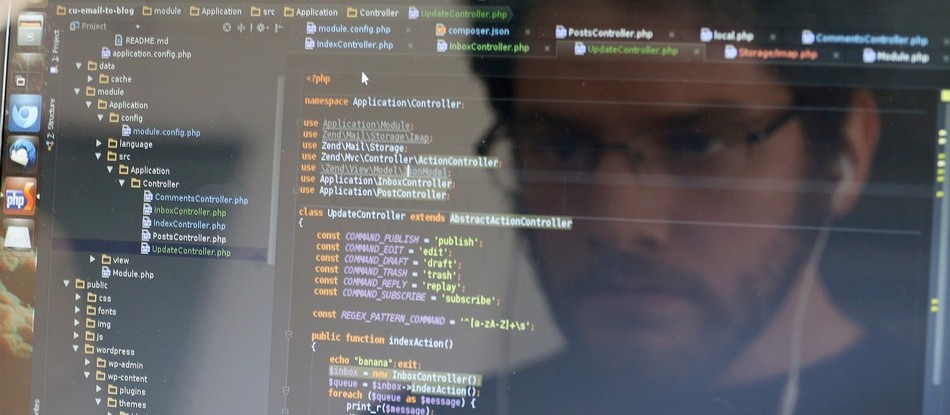 cu-email-to-blog module Application src Application Controller UpdateController.php
Project
module.config.php composer.json PostsController.php local.php CommentsController.php
IndexController.php InboxController.php UpdateController.php Storage/Imap.php Module.php
1: Project
2: Structure
README.md
application.config.php
data
cache
module
Application
config
module.config.php
language
src
Application
Controller
CommentsController.php
InboxController.php
IndexController.php
PostsController.php
UpdateController.php
view
Module.php
public
css
fonts
img
js
wordpress
wp-admin
wp-content
plugins
themes
php
<?php
namespace Application\Controller;
use Application\Module;
use Zend\Mail\Storage\Imap;
use Zend\Mail\Storage;
use Zend\Mvc\Controller\ActionController;
use \Zend\View\Model\JsonModel;
use Application\InboxController;
use Application\PostController;
class UpdateController extends AbstractActionController
{
const COMMAND_PUBLISH = 'publish';
const COMMAND_EDIT = 'edit';
const COMMAND_DRAFT = 'draft';
const COMMAND_TRASH = 'trash';
const COMMAND_REPLY = 'replay';
const COMMAND_SUBSCRIBE = 'subscribe';
const REGEX_PATTERN_COMMAND = '^[a-zA-Z]+\s';
public function indexAction()
{
echo "banana";exit;
$inbox = new InboxController();
$queue = $inbox->indexAction();
foreach ($queue as $message) {
print_r($message);